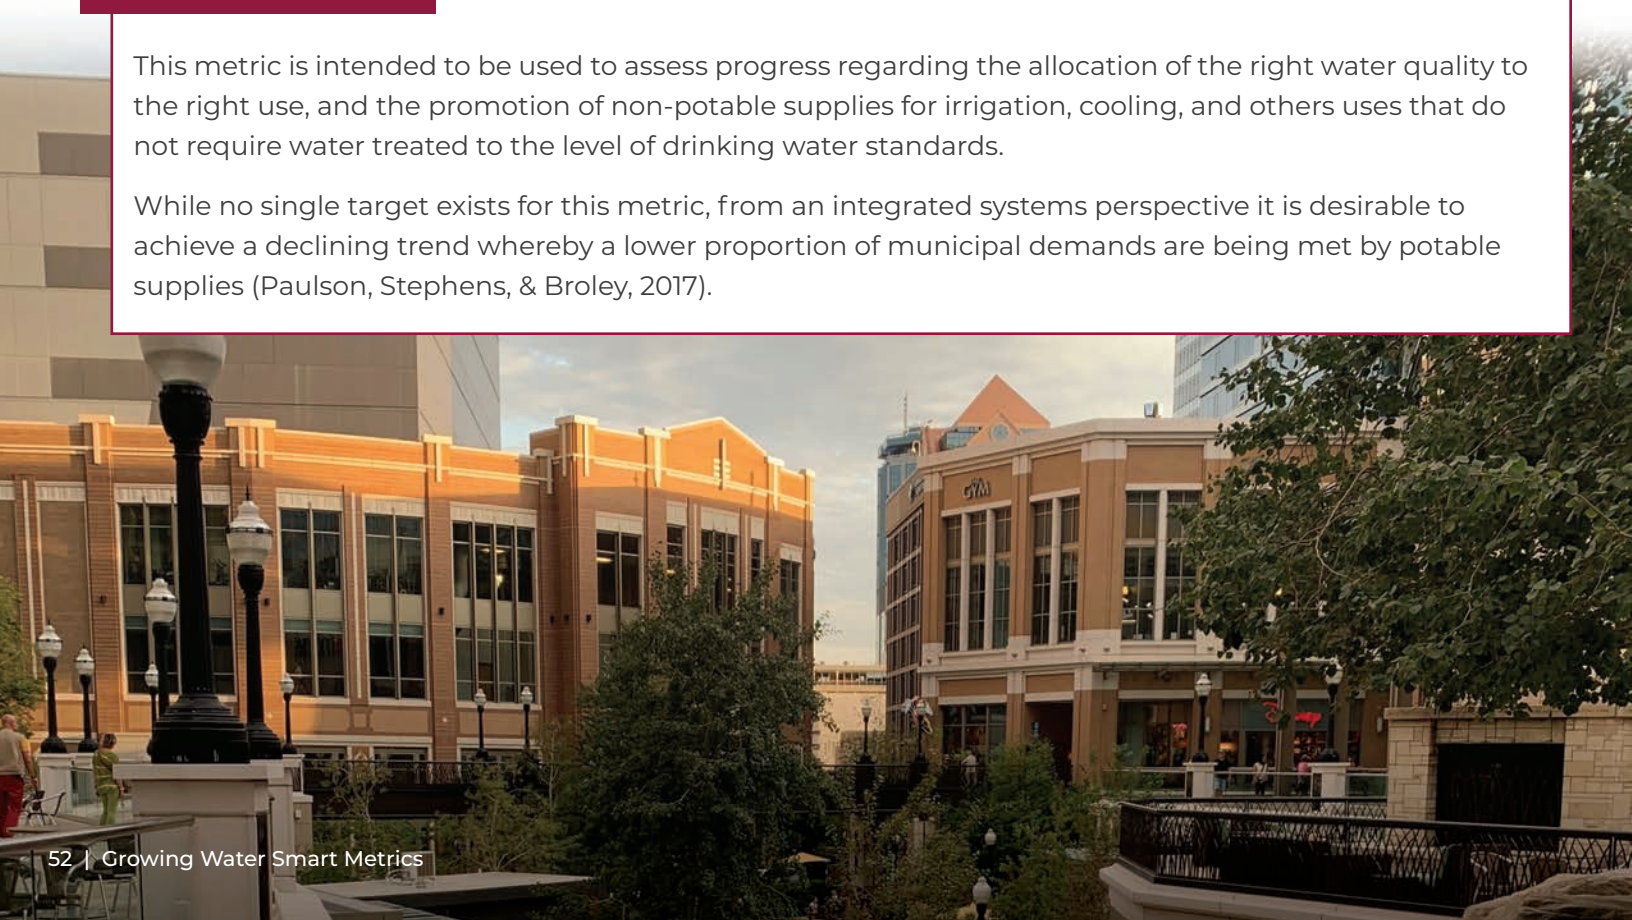 This metric is intended to be used to assess progress regarding the allocation of the right water quality to
the right use, and the promotion of non-potable supplies for irrigation, cooling, and others uses that do
not require water treated to the level of drinking water standards.
While no single target exists for this metric, from an integrated systems perspective it is desirable to
achieve a declining trend whereby a lower proportion of municipal demands are being met by potable
supplies (Paulson, Stephens, & Broley, 2017).
GYM
52 | Growing Water Smart Metrics